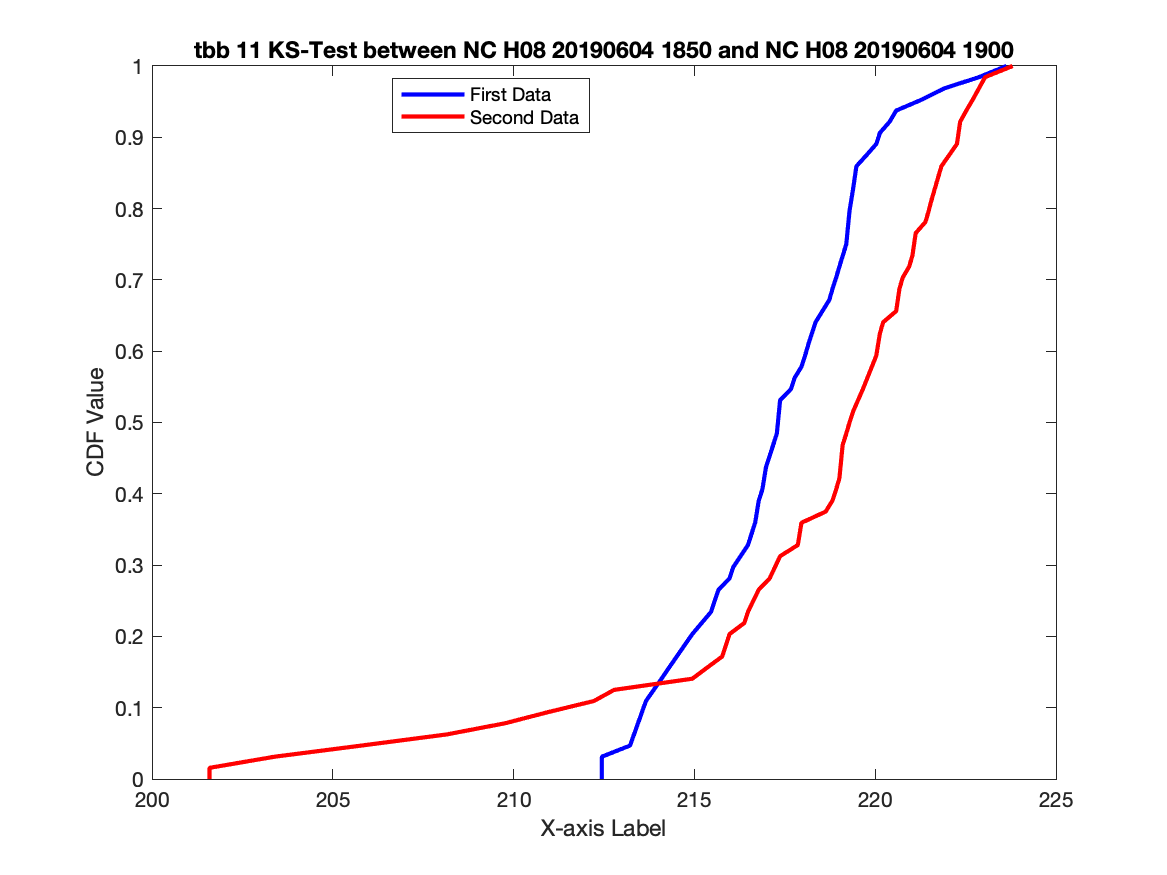 tbb 11 KS-Test between NC H08 20190604 1850 and NC H08 20190604 1900
First Data
Second Data
1
0.9
0.8
0.7
0.6
0.5
0.4
0.3
0.2
0.1
0
CDF Value
200 205 210 215 220 225
X-axis Label